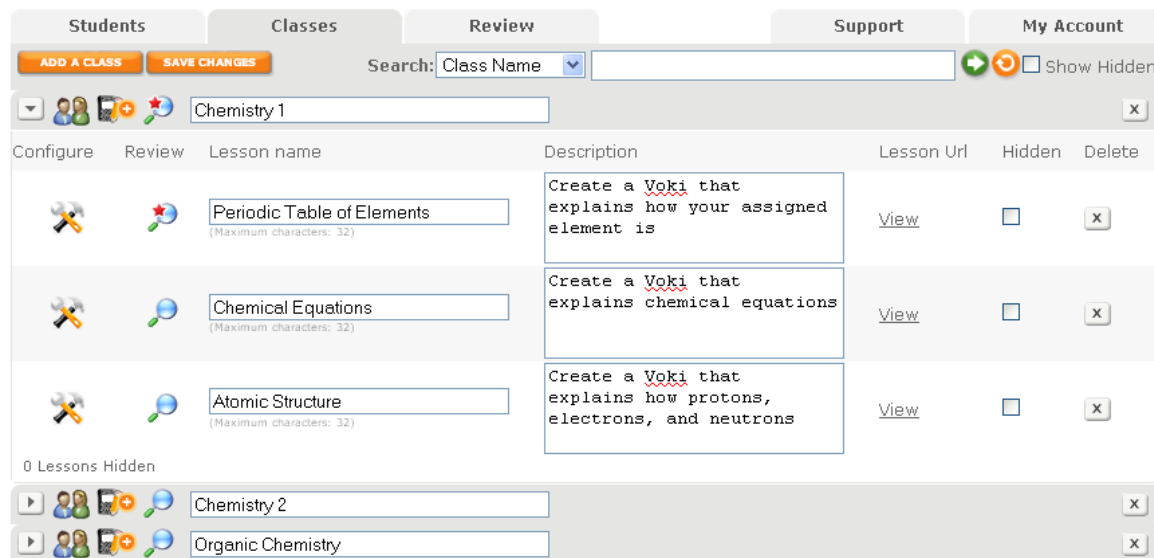 Students Classes Review Support My Account
ADD A CLASS SAVE CHANGES Search: Class Name Show Hidden
Chemistry 1 x
Configure Review Lesson name Description Lesson Url Hidden Delete
Periodic Table of Elements
(Maximum characters: 32)
Create a Voki that
explains how your assigned
element is
View x
Chemical Equations
(Maximum characters: 32)
Create a Voki that
explains chemical equations
View x
Atomic Structure
(Maximum characters: 32)
Create a Voki that
explains how protons,
electrons, and neutrons
View x
0 Lessons Hidden
Chemistry 2 x
Organic Chemistry x